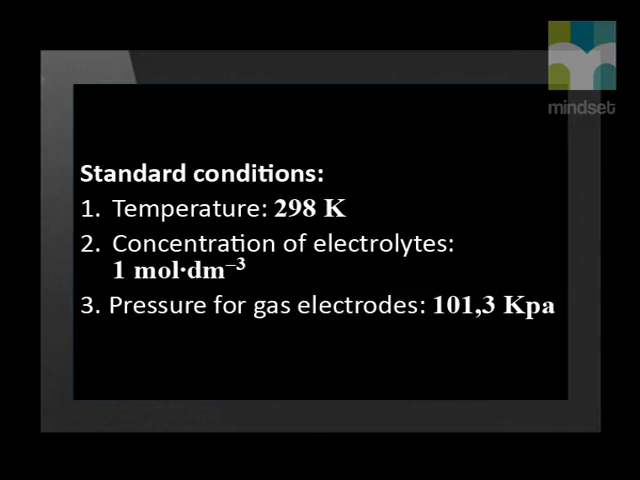 mindset
Standard conditions:
1. Temperature: 298 K
2. Concentration of electrolytes:
1 mol·dm⁻³
3. Pressure for gas electrodes: 101,3 Kpa